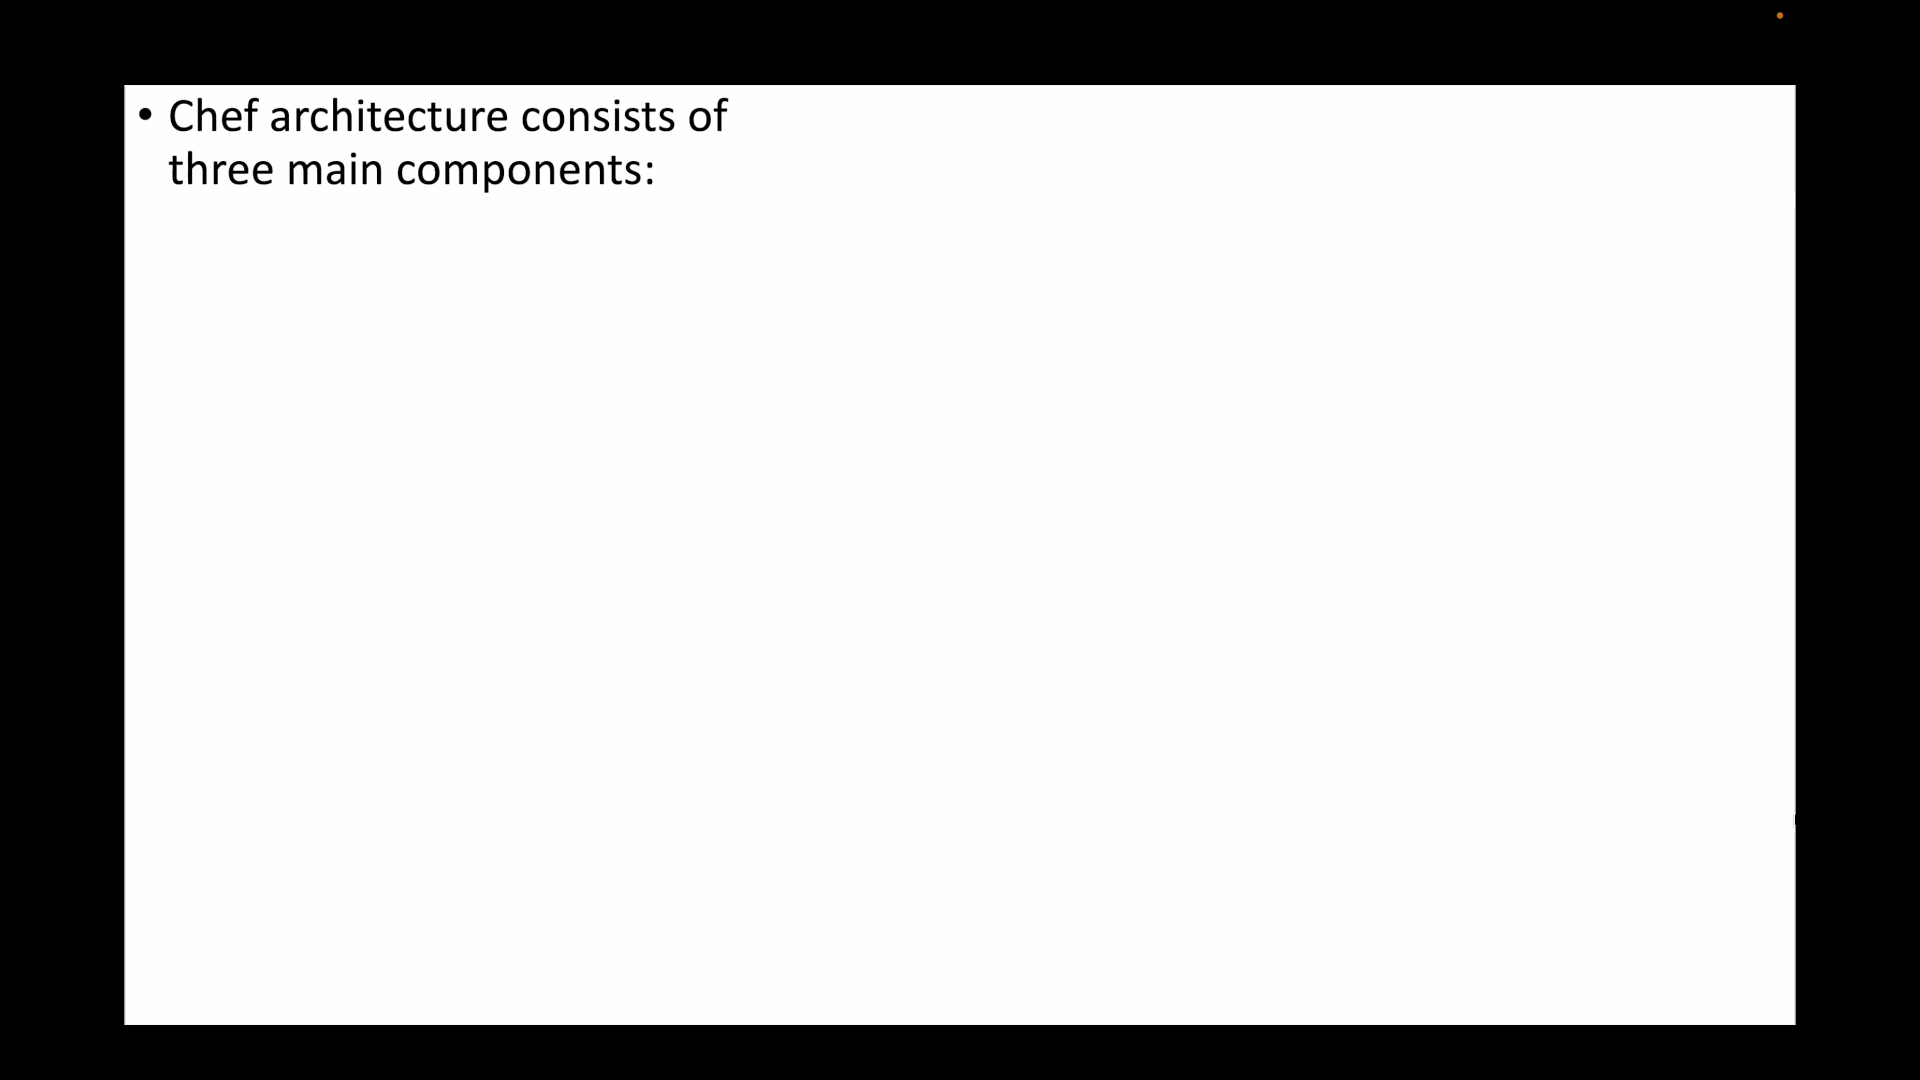 • Chef architecture consists of
three main components: